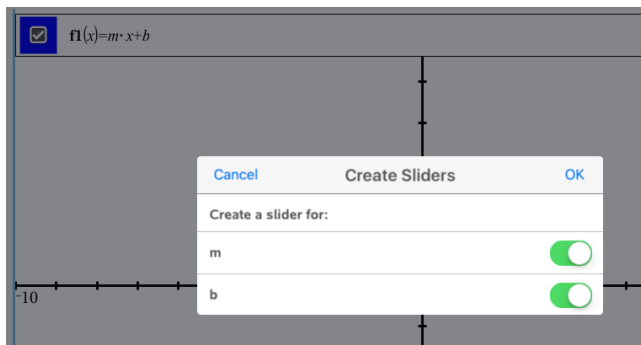 f1(x)=m·x+b
Cancel Create Sliders OK
Create a slider for:
m
b
-10